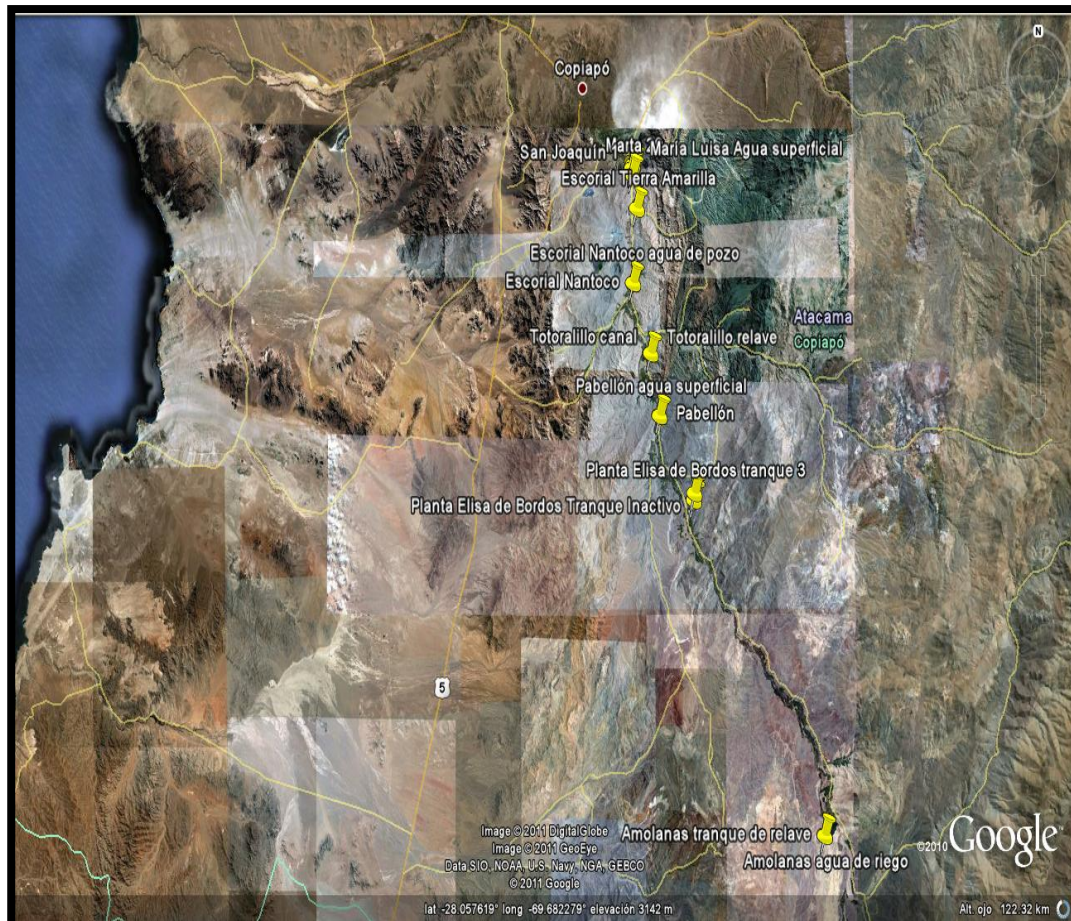 N
Copiapó
San Joaquín 1 Marta 2 María Luisa Agua superficial
Escorial Tierra Amarilla
Escorial Nantoco agua de pozo
Escorial Nantoco
Totoralillo canal
Totoralillo relave
Atacama
Copiapó
Pabellón agua superficial
Pabellón
Planta Elisa de Bordos tranque 3
Planta Elisa de Bordos Tranque Inactivo
5
Amolanas tranque de relave
Amolanas agua de riego
Image © 2011 DigitalGlobe
Image © 2011 GeoEye
Data SIO, NOAA, U.S. Navy, NGA, GEBCO
© 2011 Google
©2010 Google
lat -28.057619° long -69.682279° elevación 3142 m
Alt. ojo 122.32 km